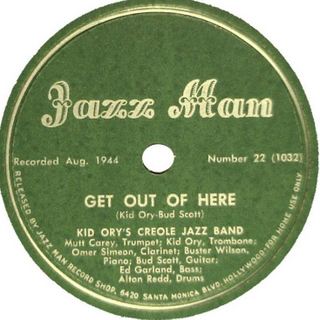 Jazz Man
Recorded Aug. 1944
Number 22 (1032)
GET OUT OF HERE
(Kid Ory-Bud Scott)
KID ORY'S CREOLE JAZZ BAND
Mutt Carey, Trumpet; Kid Ory, Trombone;
Omer Simeon, Clarinet; Buster Wilson,
Piano; Bud Scott, Guitar;
Ed Garland, Bass;
Alton Redd, Drums
RELEASED BY JAZZ MAN RECORD SHOP, 6420 SANTA MONICA BLVD. HOLLYWOOD-FOR HOME USE ONLY